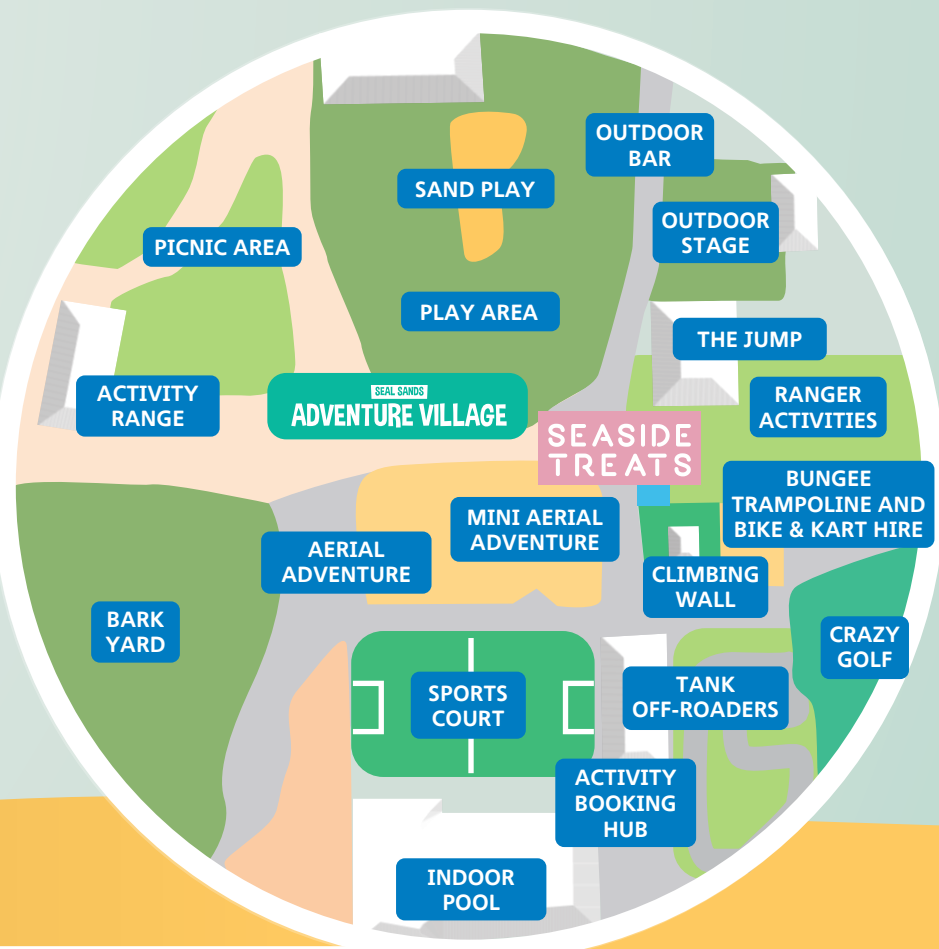 OUTDOOR
BAR
SAND PLAY
OUTDOOR
STAGE
PICNIC AREA
PLAY AREA
THE JUMP
ACTIVITY
RANGE
SEAL SANDS
ADVENTURE VILLAGE
RANGER
ACTIVITIES
SEASIDE
TREATS
BUNGEE
TRAMPOLINE AND
BIKE & KART HIRE
MINI AERIAL
ADVENTURE
AERIAL
ADVENTURE
CLIMBING
WALL
BARK
YARD
CRAZY
GOLF
SPORTS
COURT
TANK
OFF-ROADERS
ACTIVITY
BOOKING
HUB
INDOOR
POOL